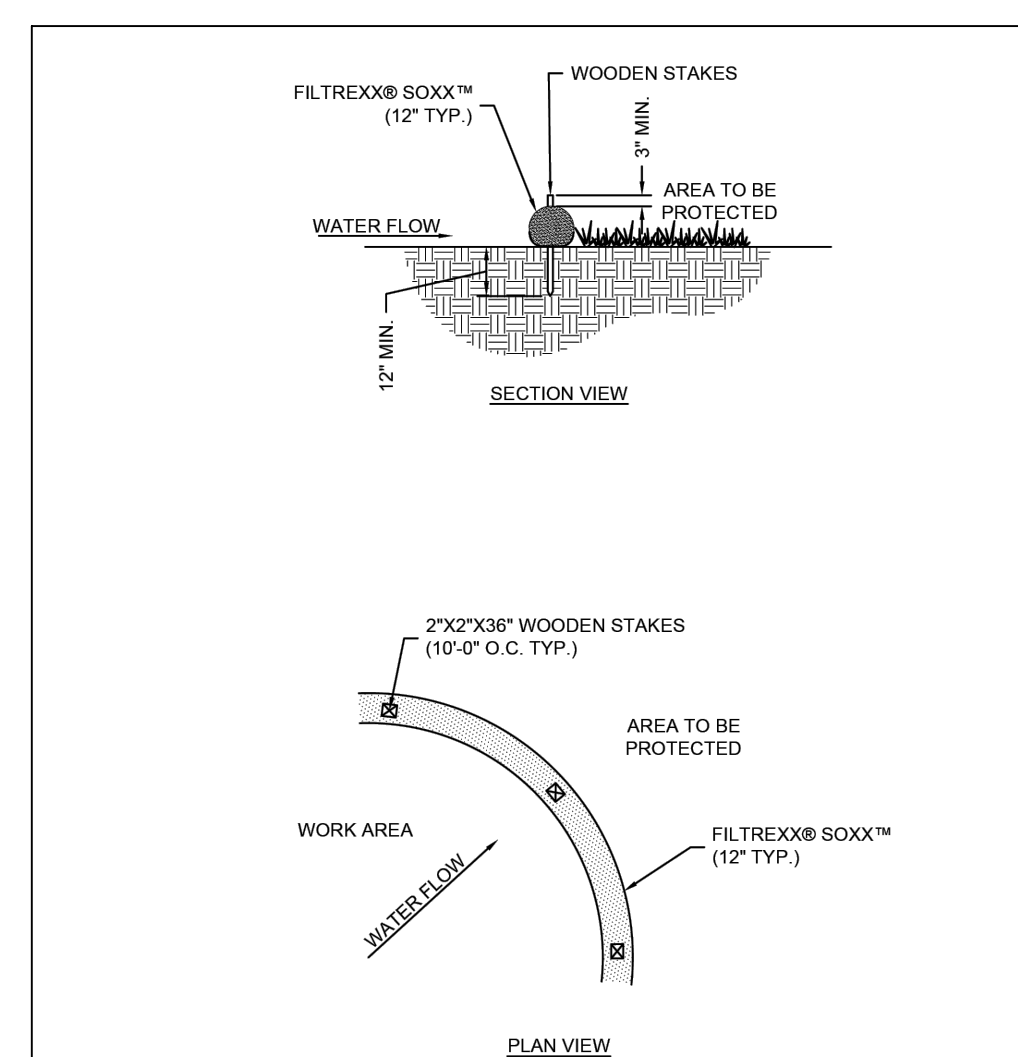 WOODEN STAKES
FILTREXX® SOXX™
(12" TYP.)
3" MIN.
AREA TO BE
PROTECTED
WATER FLOW
12" MIN.
SECTION VIEW
2"X2"X36" WOODEN STAKES
(10'-0" O.C. TYP.)
AREA TO BE
PROTECTED
WORK AREA
FILTREXX® SOXX™
(12" TYP.)
WATER FLOW
PLAN VIEW